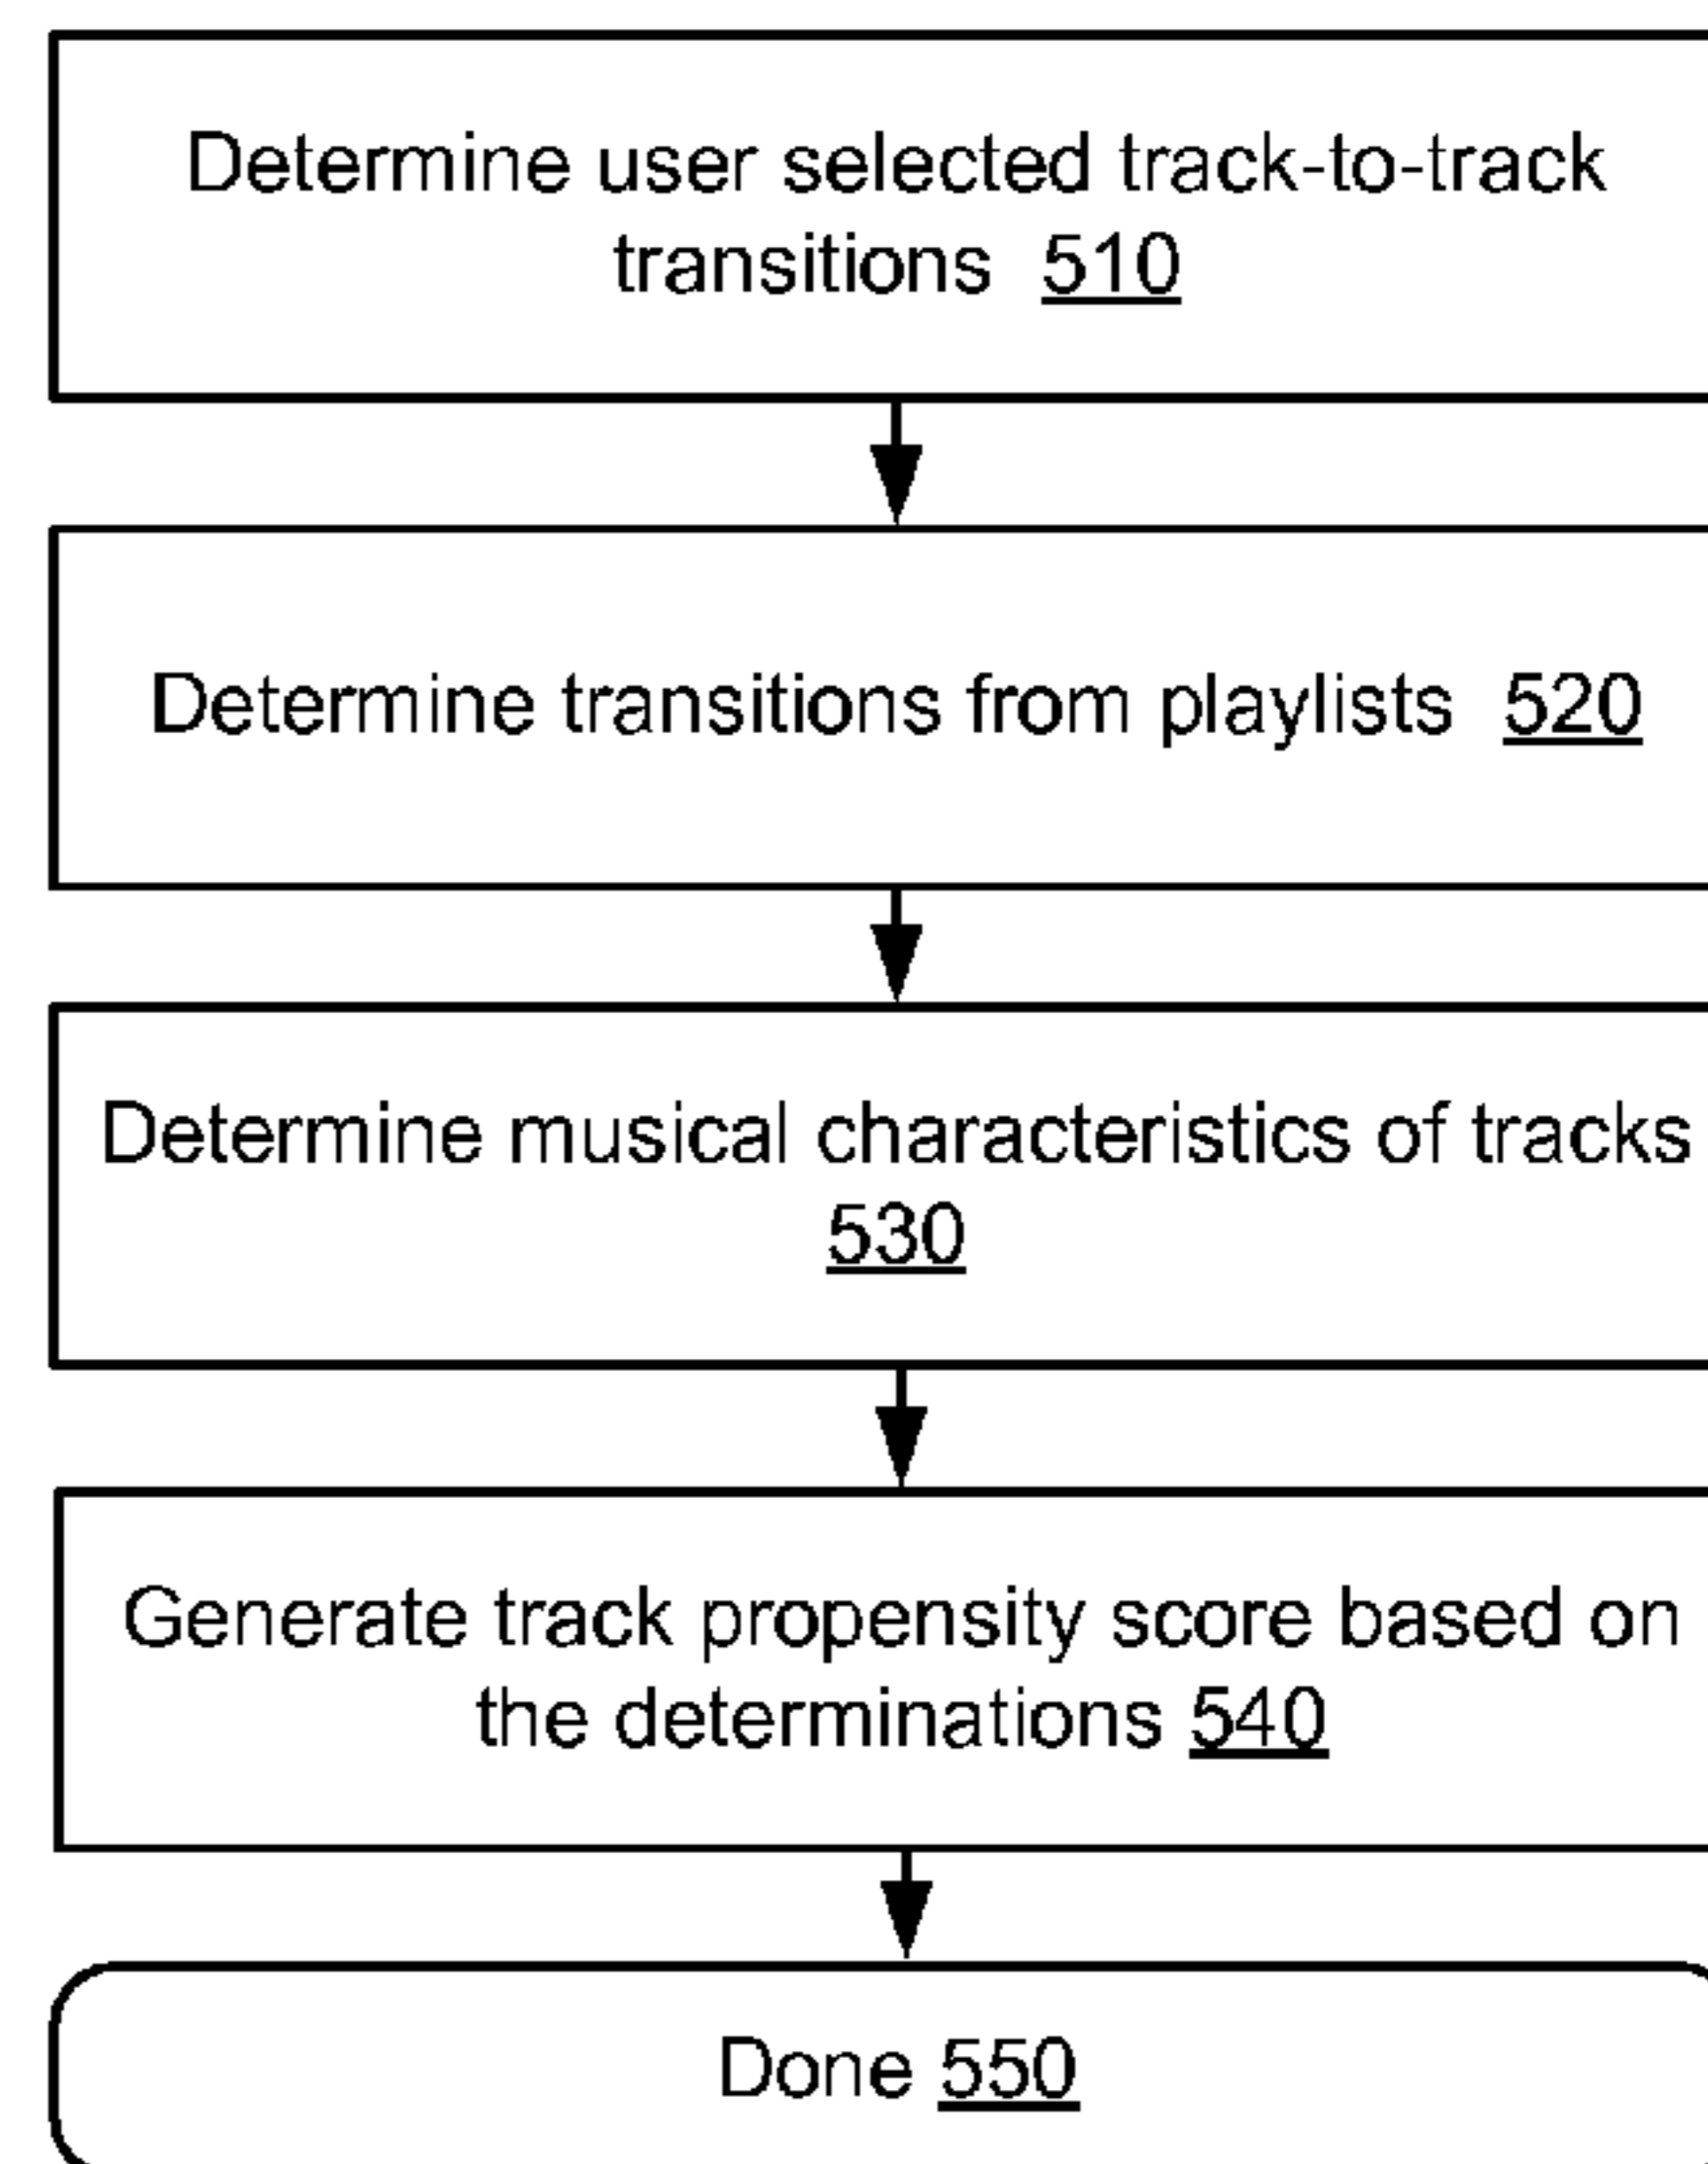 Determine user selected track-to-track
transitions 510
Determine transitions from playlists 520
Determine musical characteristics of tracks
530
Generate track propensity score based on
the determinations 540
Done 550